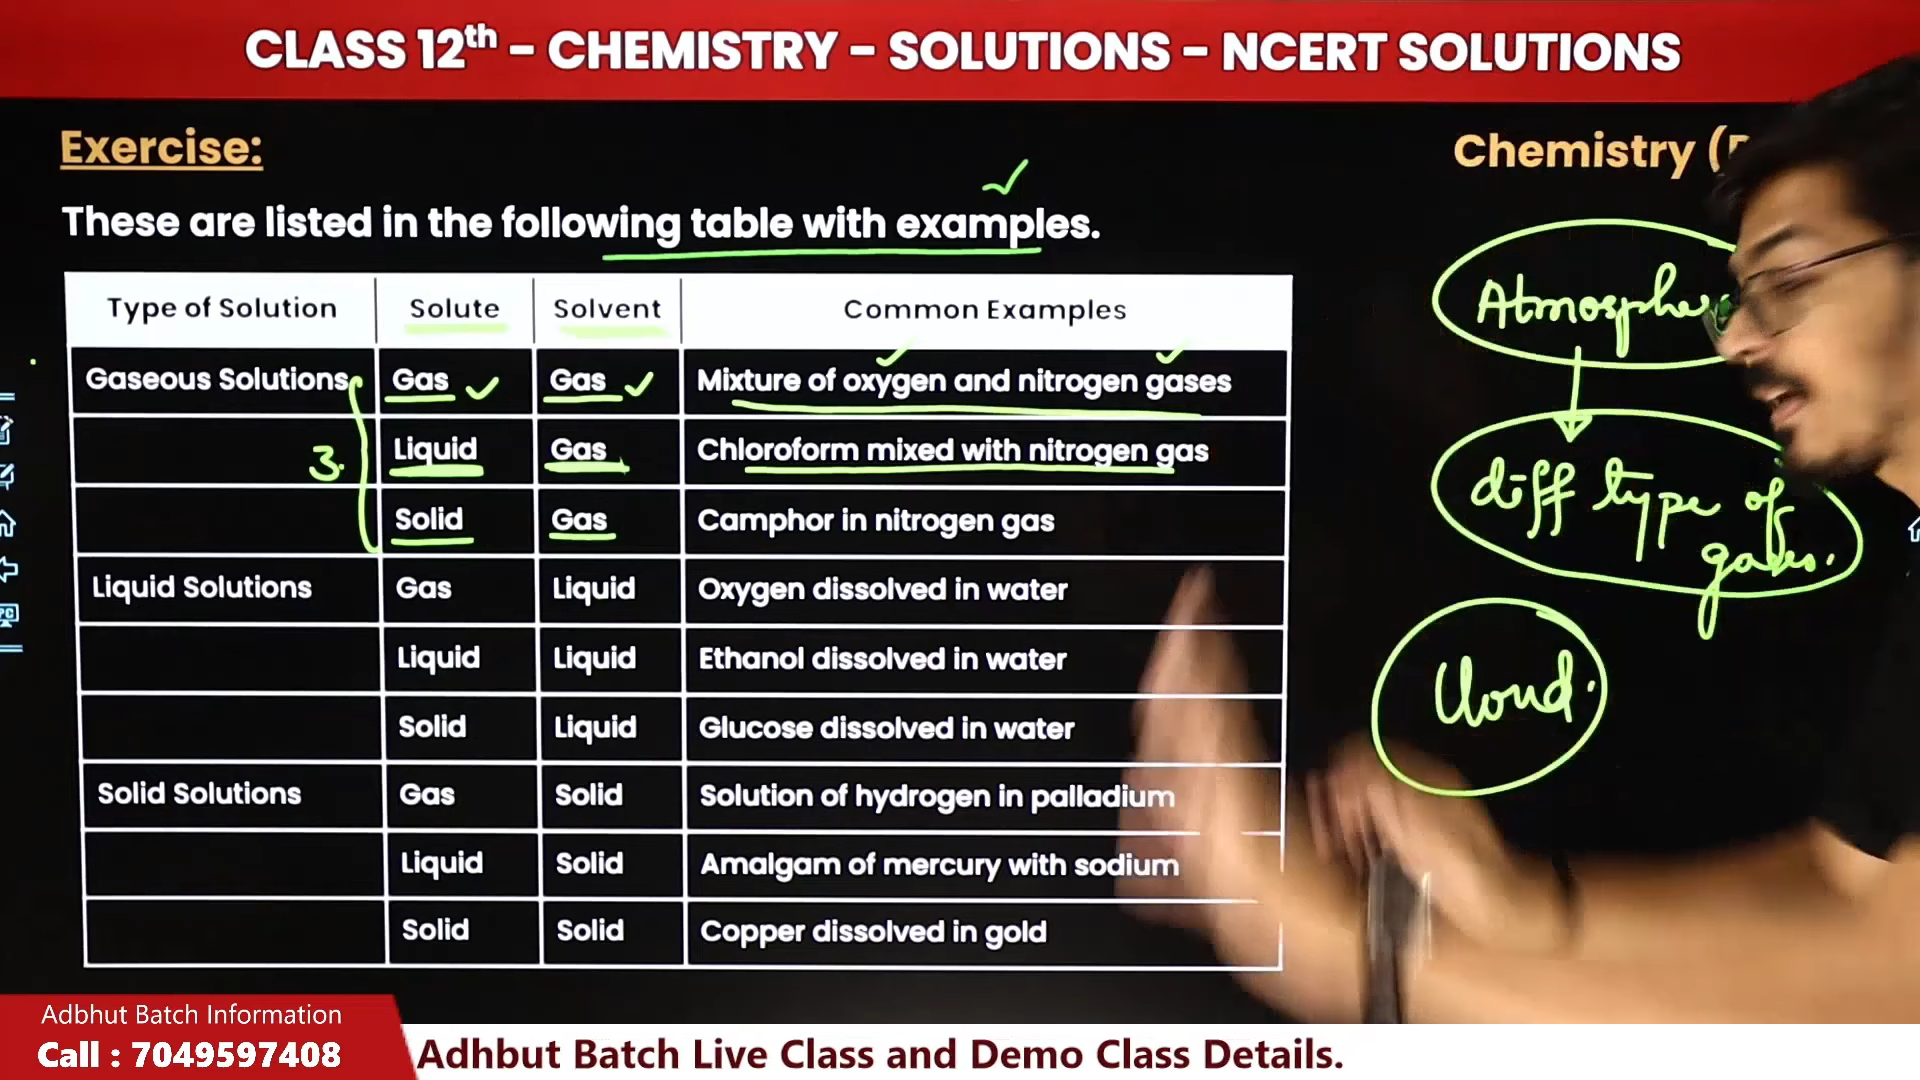 CLASS 12th – CHEMISTRY – SOLUTIONS – NCERT SOLUTIONS
Exercise:
Chemistry (
These are listed in the following table with examples.
Type of Solution Solute Solvent Common Examples
Gaseous Solutions Gas Gas Mixture of oxygen and nitrogen gases
3. Liquid Gas Chloroform mixed with nitrogen gas
Solid Gas Camphor in nitrogen gas
Liquid Solutions Gas Liquid Oxygen dissolved in water
Liquid Liquid Ethanol dissolved in water
Solid Liquid Glucose dissolved in water
Solid Solutions Gas Solid Solution of hydrogen in palladium
Liquid Solid Amalgam of mercury with sodium
Solid Solid Copper dissolved in gold
Atmosphe
diff type of
gases.
Cloud.
Adbhut Batch Information
Call : 7049597408
Adhbut Batch Live Class and Demo Class Details.